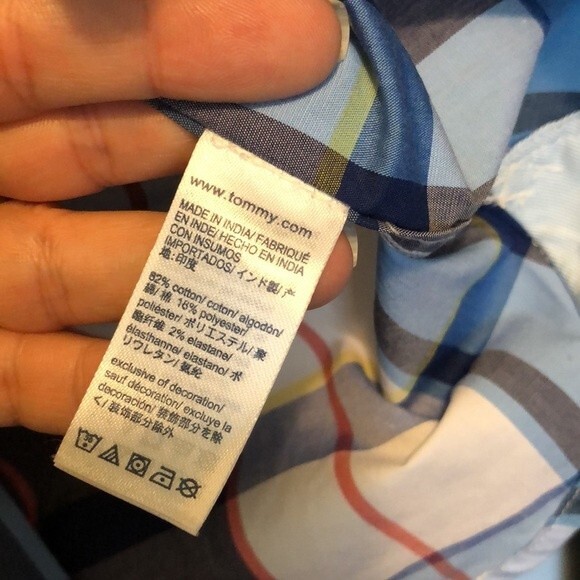 www.tommy.com
MADE IN INDIA/ FABRIQUÉ
EN INDE/ HECHO EN INDIA
CON INSUMOS
IMPORTADOS/ インド製/ 产
地: 印度
82% cotton/ coton/ algodón/
綿/ 棉 16% polyester/
poliéster/ ポリエステル/ 聚
酯纤维 2% elastane/
élasthanne/ elastano/ ポ
リウレタン/ 氨纶
exclusive of decoration/
sauf décoration/ excluye la
decoración/ 装飾部分を除
く/ 装饰部分除外